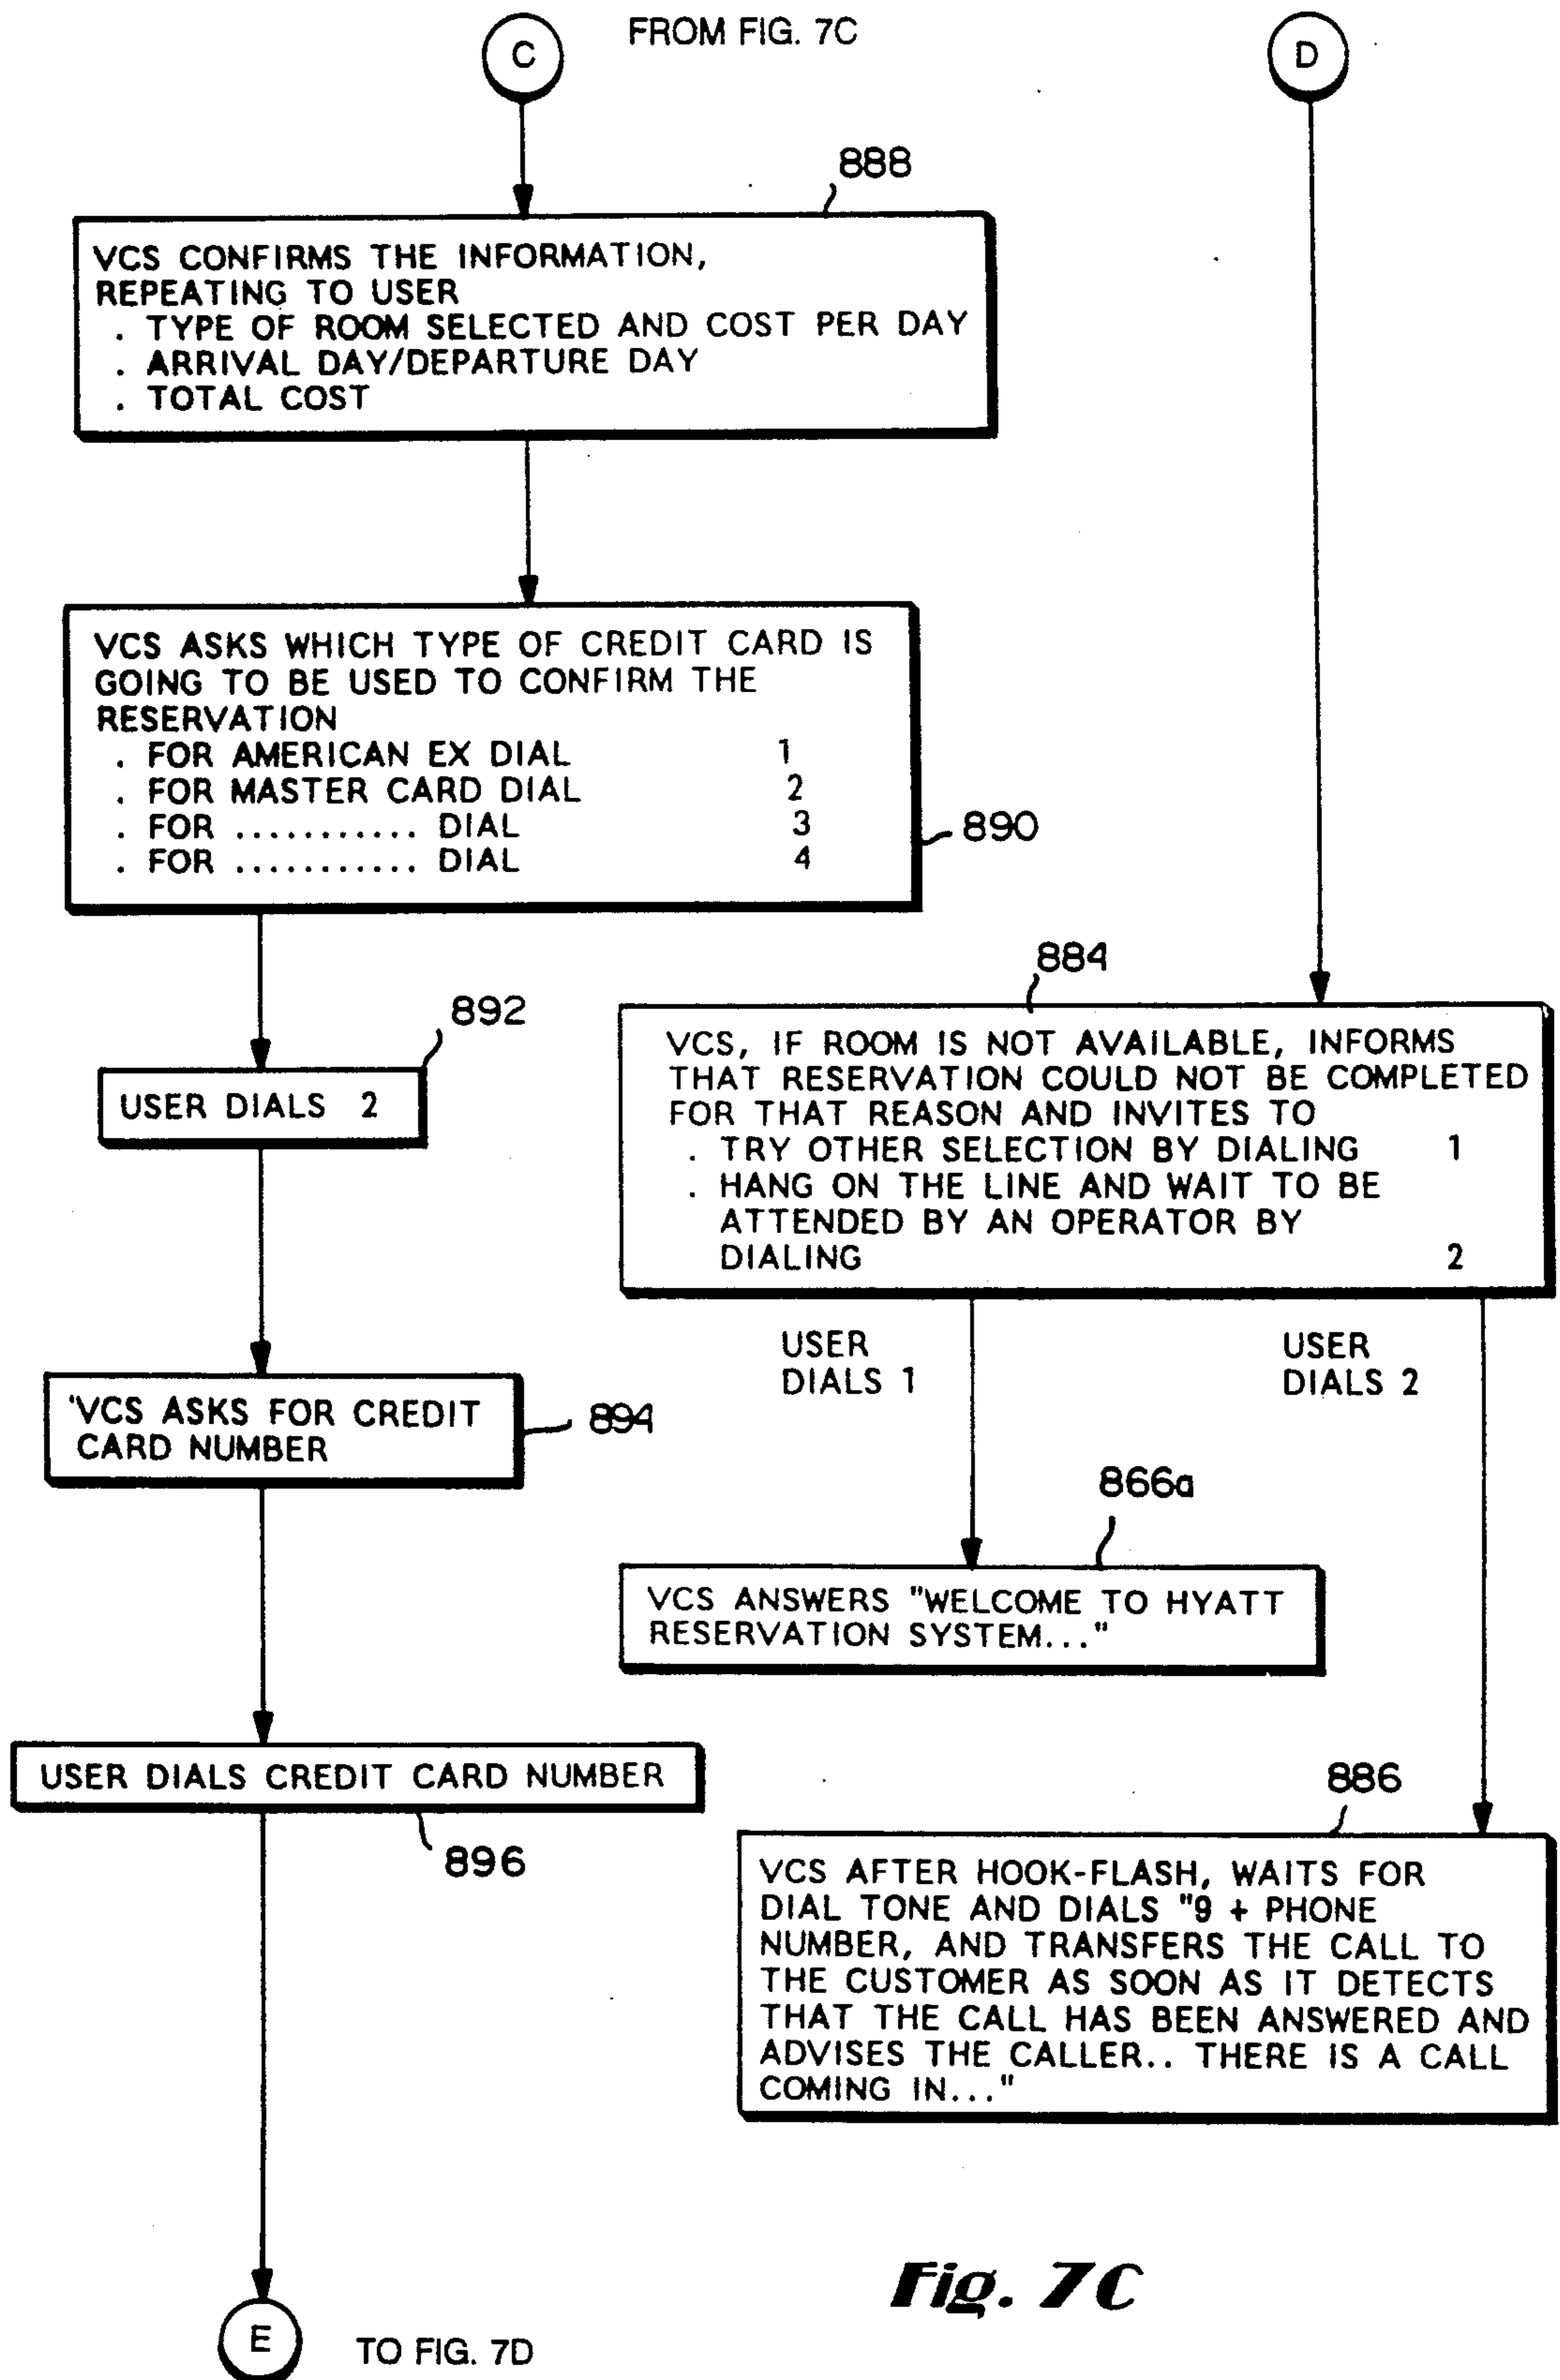 C
FROM FIG. 7C
D
888
VCS CONFIRMS THE INFORMATION,
REPEATING TO USER
. TYPE OF ROOM SELECTED AND COST PER DAY
. ARRIVAL DAY/DEPARTURE DAY
. TOTAL COST
VCS ASKS WHICH TYPE OF CREDIT CARD IS
GOING TO BE USED TO CONFIRM THE
RESERVATION
. FOR AMERICAN EX DIAL 1
. FOR MASTER CARD DIAL 2
. FOR ........... DIAL 3
. FOR ........... DIAL 4
890
892
USER DIALS 2
'VCS ASKS FOR CREDIT
CARD NUMBER
894
USER DIALS CREDIT CARD NUMBER
896
E
TO FIG. 7D
884
VCS, IF ROOM IS NOT AVAILABLE, INFORMS
THAT RESERVATION COULD NOT BE COMPLETED
FOR THAT REASON AND INVITES TO
. TRY OTHER SELECTION BY DIALING 1
. HANG ON THE LINE AND WAIT TO BE
ATTENDED BY AN OPERATOR BY
DIALING 2
USER
DIALS 1
USER
DIALS 2
866a
VCS ANSWERS "WELCOME TO HYATT
RESERVATION SYSTEM..."
886
VCS AFTER HOOK-FLASH, WAITS FOR
DIAL TONE AND DIALS "9 + PHONE
NUMBER, AND TRANSFERS THE CALL TO
THE CUSTOMER AS SOON AS IT DETECTS
THAT THE CALL HAS BEEN ANSWERED AND
ADVISES THE CALLER.. THERE IS A CALL
COMING IN..."
Fig. 7C